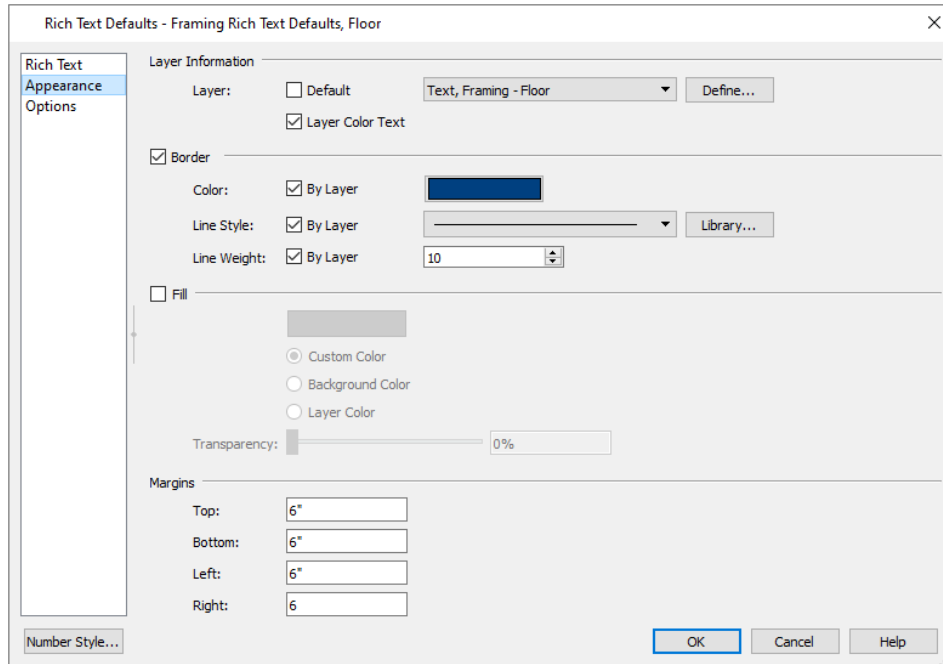 Rich Text Defaults - Framing Rich Text Defaults, Floor
Rich Text
Appearance
Options
Layer Information
Layer: Default Text, Framing - Floor Define...
Layer Color Text
Border
Color: By Layer
Line Style: By Layer Library...
Line Weight: By Layer 10
Fill
Custom Color
Background Color
Layer Color
Transparency: 0%
Margins
Top: 6"
Bottom: 6"
Left: 6"
Right: 6
Number Style... OK Cancel Help